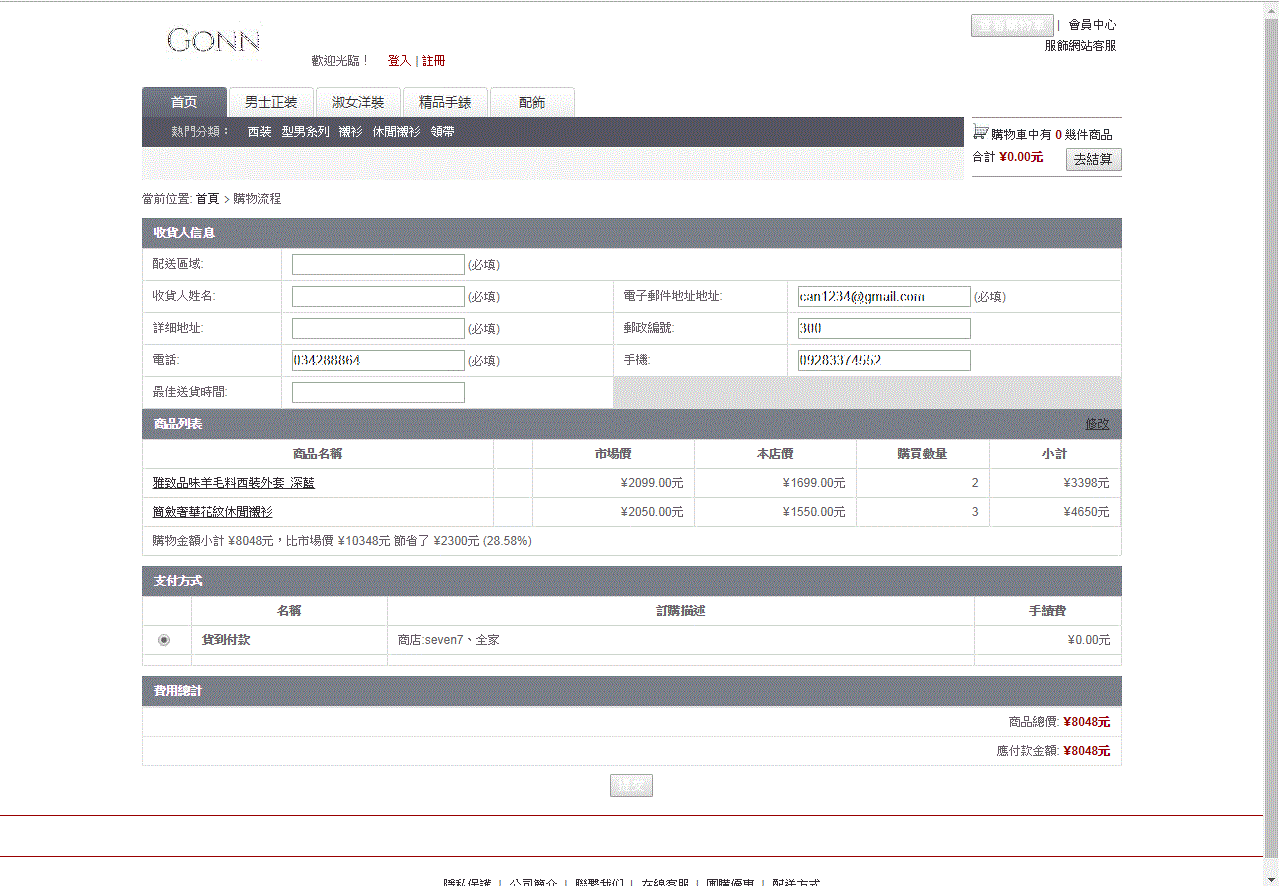 GONN
| 會員中心
服飾網站客服
歡迎光臨！ 登入 | 註冊
首页 男士正裝 淑女洋裝 精品手錶 配飾
熱門分類： 西装 型男系列 襯衫 休閒襯衫 領帶
購物車中有 0 幾件商品
合計 ¥0.00元 去結算
當前位置: 首頁 > 購物流程
收貨人信息
配送區域: (必填)
收貨人姓名: (必填) 電子郵件地址地址: can1234@gmail.com (必填)
詳細地址: (必填) 郵政編號: 300
電話: 034288864 (必填) 手機: 09283374552
最佳送貨時間:
商品列表 修改
商品名稱 市場價 本店價 購買數量 小計
雅致品味羊毛料西裝外套_深藍 ¥2099.00元 ¥1699.00元 2 ¥3398元
簡斂奢華花紋休閒襯衫 ¥2050.00元 ¥1550.00元 3 ¥4650元
購物金額小計 ¥8048元，比市場價 ¥10348元 節省了 ¥2300元 (28.58%)
支付方式
名稱 訂購描述 手續費
貨到付款 商店:seven7、全家 ¥0.00元
費用總計
商品總價: ¥8048元
應付款金額: ¥8048元
隱私保護 | 公司簡介 | 聯繫我们 | 在線客服 | 團購優惠 | 配送方式